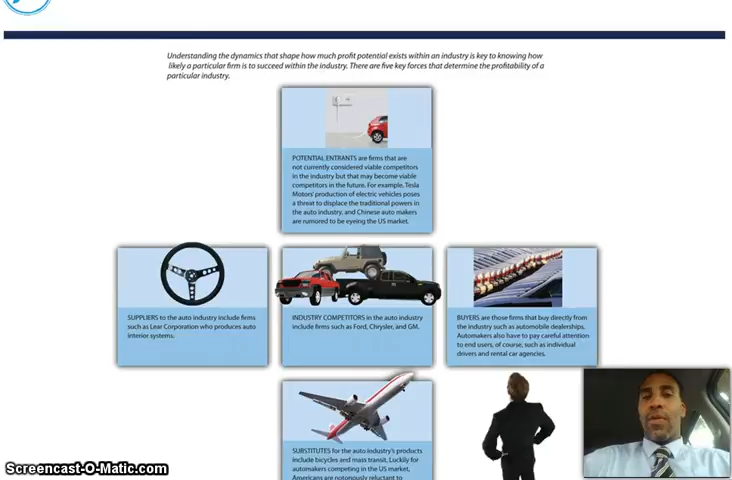 Understanding the dynamics that shape how much profit potential exists within an industry is key to knowing how
likely a particular firm is to succeed within the industry. There are five key forces that determine the profitability of a
particular industry.
POTENTIAL ENTRANTS are firms that are
not currently considered viable competitors
in the industry but that may become viable
competitors in the future. For example, Tesla
Motors' production of electric vehicles poses
a threat to displace the traditional powers in
the auto industry, and Chinese auto makers
are rumored to be eyeing the US market.
SUPPLIERS to the auto industry include firms
such as Lear Corporation who produces auto
interior systems.
INDUSTRY COMPETITORS in the auto industry
include firms such as Ford, Chrysler, and GM.
BUYERS are those firms that buy directly from
the industry such as automobile dealerships.
Automakers also have to pay careful attention
to end users, of course, such as individual
drivers and rental car agencies.
SUBSTITUTES for the auto industry's products
include bicycles and mass transit. Luckily for
automakers competing in the US market,
Americans are notoriously reluctant to
Screencast-O-Matic.com